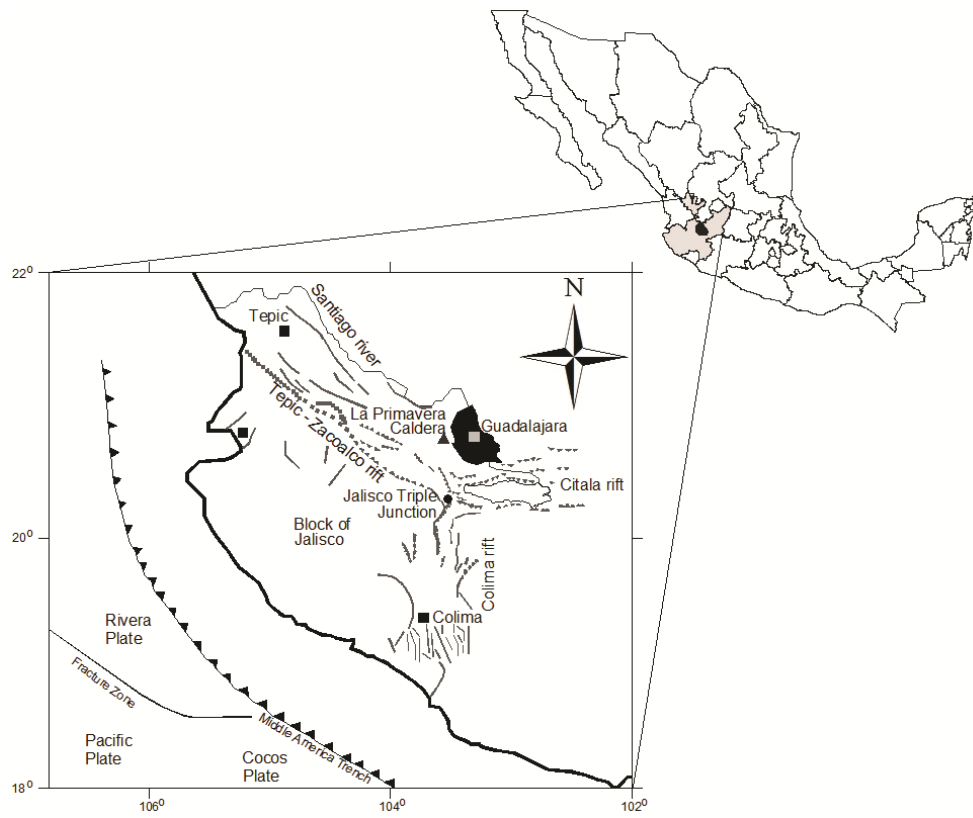 22⁰
N
Santiago river
Tepic
La Primavera
Caldera
Guadalajara
Tepic - Zacoalco rift
Citala rift
Jalisco Triple
Junction
Block of
Jalisco
20⁰
Colima rift
Colima
Rivera
Plate
Fracture Zone
Middle America Trench
Pacific
Plate
Cocos
Plate
18⁰
106⁰
104⁰
102⁰